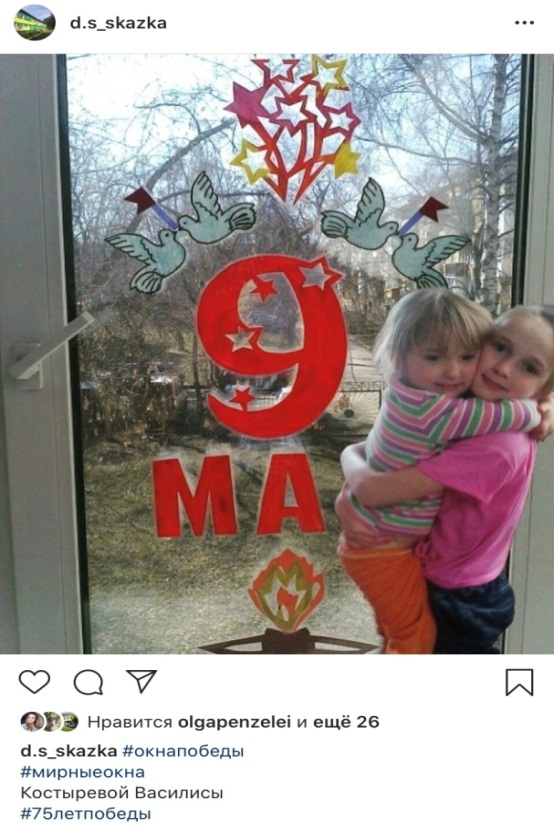 d.s_skazka
9
МА
Нравится olgapenzelei и ещё 26
d.s_skazka #окнапобеды
#мирныеокна
Костыревой Василисы
#75летпобеды